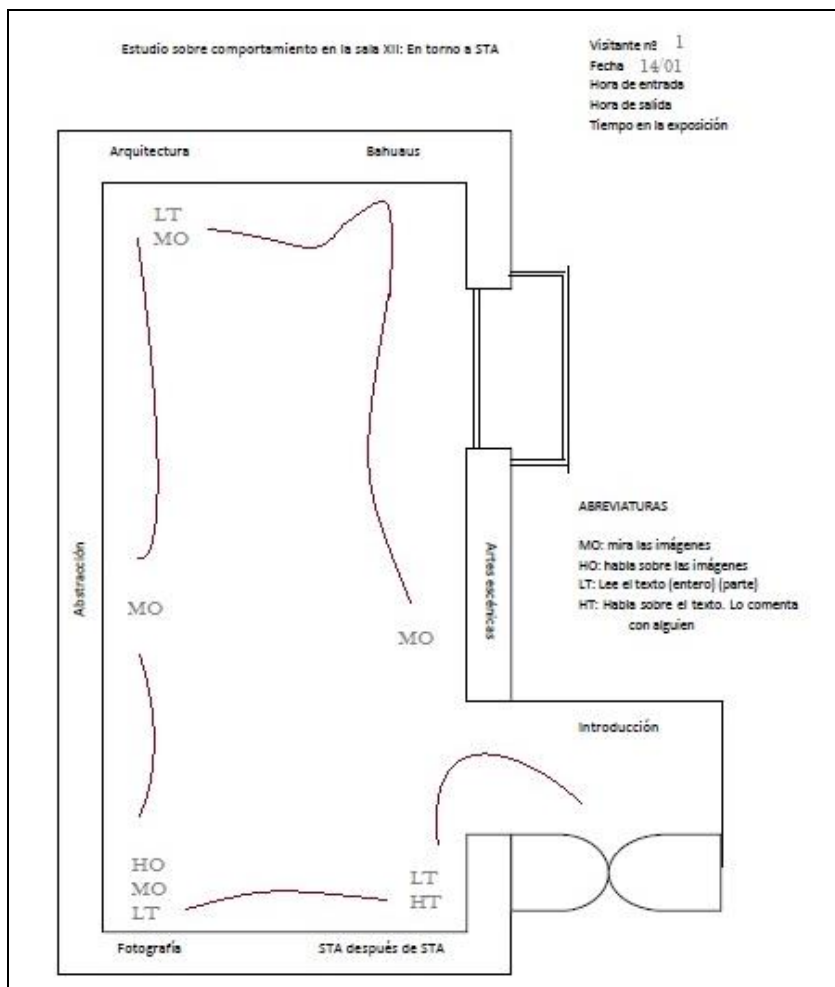 Estudio sobre comportamiento en la sala XII: En torno a STA
Visitante nº 1
Fecha 14/01
Hora de entrada
Hora de salida
Tiempo en la exposición
Arquitectura
Bahuaus
LT
MO
Abstracción
MO
Artes escénicas
MO
ABREVIATURAS
MO: mira las imágenes
HO: habla sobre las imágenes
LT: Lee el texto (entero) (parte)
HT: Habla sobre el texto. Lo comenta
con alguien
Introducción
HO
MO
LT
LT
HT
Fotografía
STA después de STA